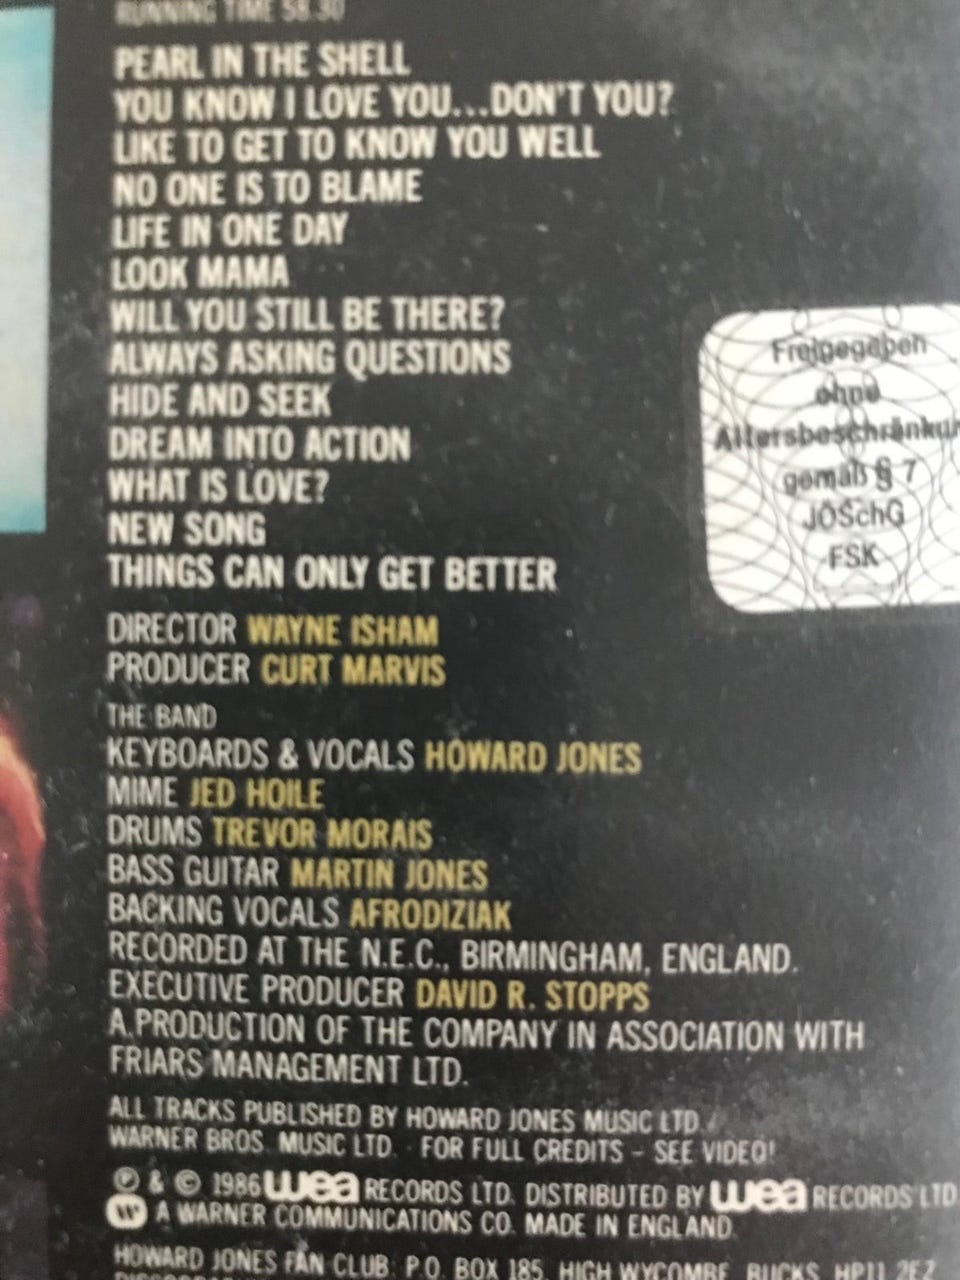 RUNNING TIME 58.30
PEARL IN THE SHELL
YOU KNOW I LOVE YOU...DON'T YOU?
LIKE TO GET TO KNOW YOU WELL
NO ONE IS TO BLAME
LIFE IN ONE DAY
LOOK MAMA
WILL YOU STILL BE THERE?
ALWAYS ASKING QUESTIONS
HIDE AND SEEK
DREAM INTO ACTION
WHAT IS LOVE?
NEW SONG
THINGS CAN ONLY GET BETTER
DIRECTOR WAYNE ISHAM
PRODUCER CURT MARVIS
THE BAND
KEYBOARDS & VOCALS HOWARD JONES
MIME JED HOILE
DRUMS TREVOR MORAIS
BASS GUITAR MARTIN JONES
BACKING VOCALS AFRODIZIAK
RECORDED AT THE N.E.C., BIRMINGHAM, ENGLAND.
EXECUTIVE PRODUCER DAVID R. STOPPS
A PRODUCTION OF THE COMPANY IN ASSOCIATION WITH
FRIARS MANAGEMENT LTD.
ALL TRACKS PUBLISHED BY HOWARD JONES MUSIC LTD /
WARNER BROS. MUSIC LTD. · FOR FULL CREDITS – SEE VIDEO!
℗ & © 1986 wea RECORDS LTD. DISTRIBUTED BY wea RECORDS LTD
A WARNER COMMUNICATIONS CO. MADE IN ENGLAND
HOWARD JONES FAN CLUB: P.O. BOX 185, HIGH WYCOMBE, BUCKS, HP11 2E7
Freigegeben
ohne
Altersbeschränkun
gemäß § 7
JÖSchG
FSK